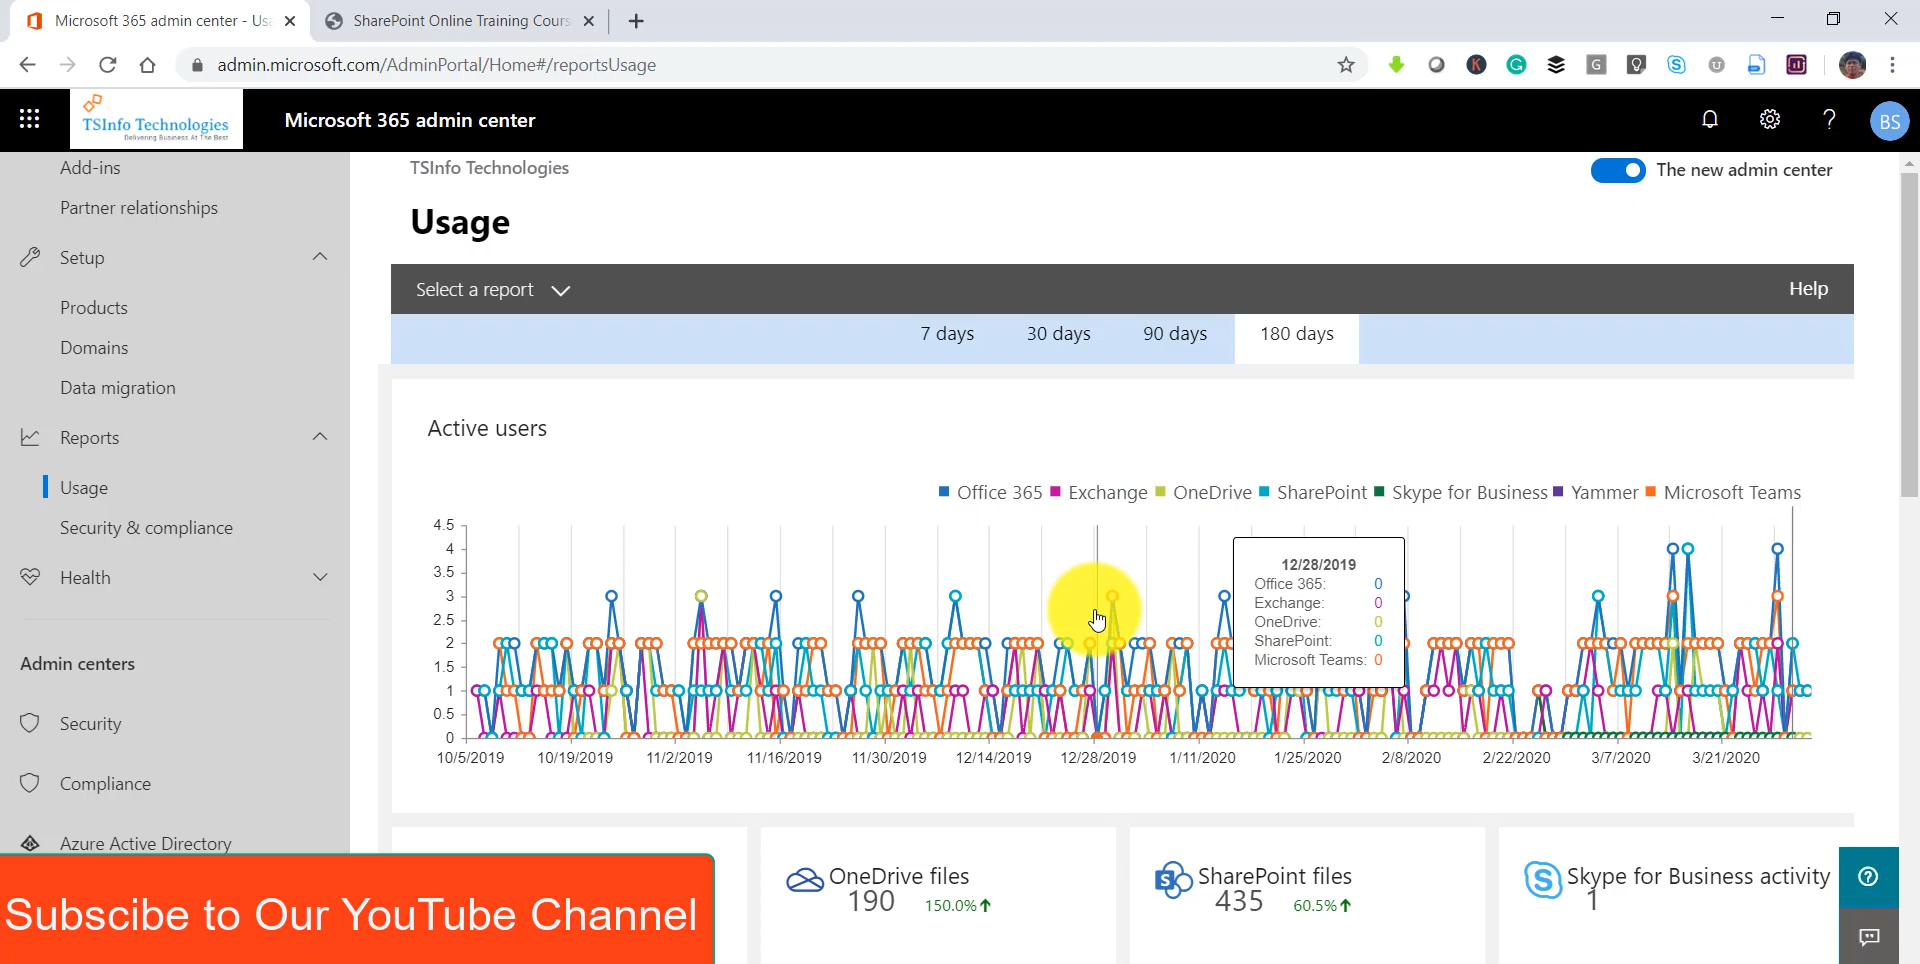 Microsoft 365 admin center - Us
SharePoint Online Training Cours
admin.microsoft.com/AdminPortal/Home#/reportsUsage
TSInfo Technologies
Delivering Business At The Best
Microsoft 365 admin center
BS
Add-ins
Partner relationships
Setup
Products
Domains
Data migration
Reports
Usage
Security & compliance
Health
Admin centers
Security
Compliance
Azure Active Directory
TSInfo Technologies
The new admin center
Usage
Select a report
Help
7 days 30 days 90 days 180 days
Active users
Office 365 Exchange OneDrive SharePoint Skype for Business Yammer Microsoft Teams
4.5
4
3.5
3
2.5
2
1.5
1
0.5
0
10/5/2019 10/19/2019 11/2/2019 11/16/2019 11/30/2019 12/14/2019 12/28/2019 1/11/2020 1/25/2020 2/8/2020 2/22/2020 3/7/2020 3/21/2020
12/28/2019
Office 365: 0
Exchange: 0
OneDrive: 0
SharePoint: 0
Microsoft Teams: 0
OneDrive files
190 150.0%
SharePoint files
435 60.5%
Skype for Business activity
1
Subscibe to Our YouTube Channel